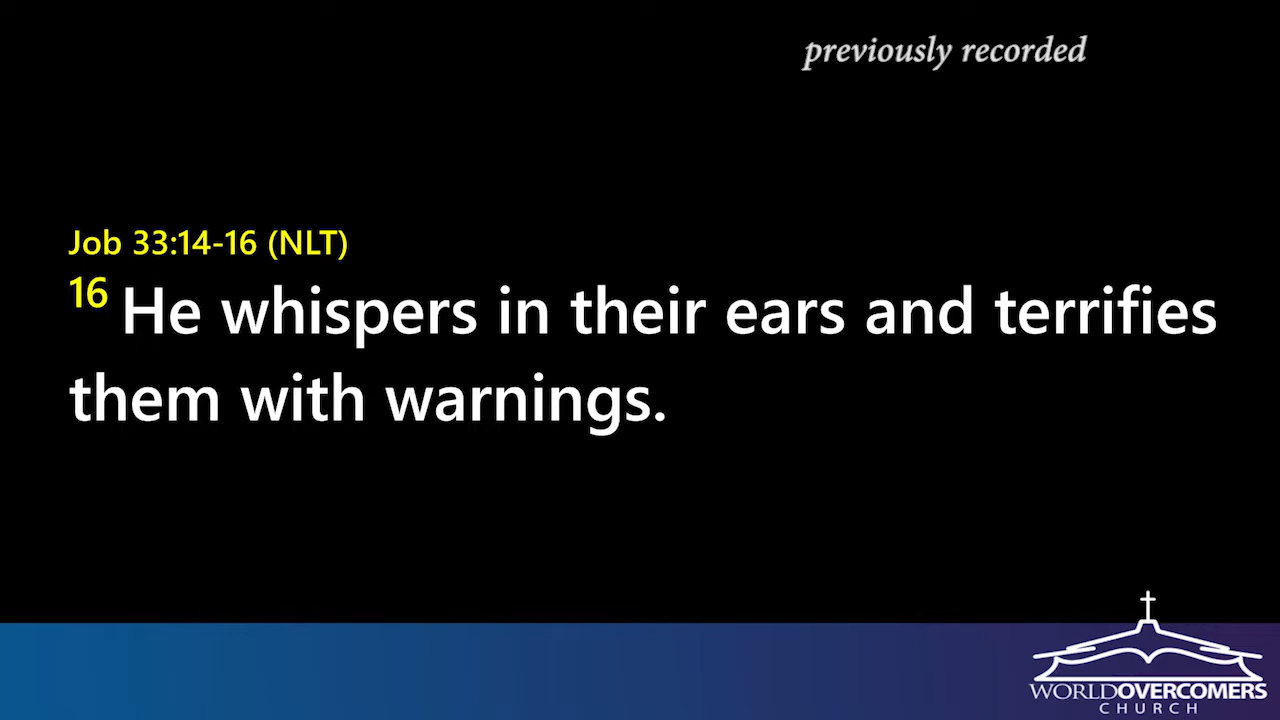 previously recorded
Job 33:14-16 (NLT)
16 He whispers in their ears and terrifies
them with warnings.
WORLDOVERCOMERS
CHURCH